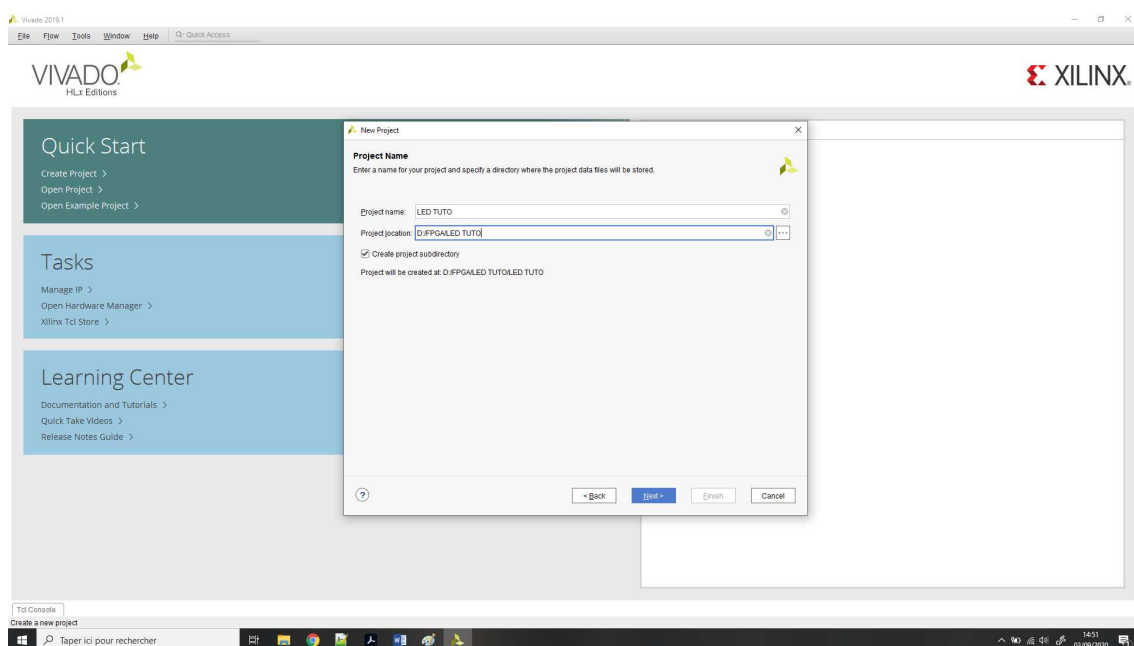 Vivado 2019.1
File Flow Tools Window Help Q- Quick Access
VIVADO
HLx Editions
XILINX
Quick Start
Create Project >
Open Project >
Open Example Project >
Tasks
Manage IP >
Open Hardware Manager >
Xilinx Tcl Store >
Learning Center
Documentation and Tutorials >
Quick Take Videos >
Release Notes Guide >
New Project
Project Name
Enter a name for your project and specify a directory where the project data files will be stored.
Project name: LED TUTO
Project location: D:/FPGA/LED TUTO
Create project subdirectory
Project will be created at: D:/FPGA/LED TUTO/LED TUTO
? < Back Next > Finish Cancel
Tcl Console
Create a new project
Taper ici pour rechercher
14:51
03/09/2020